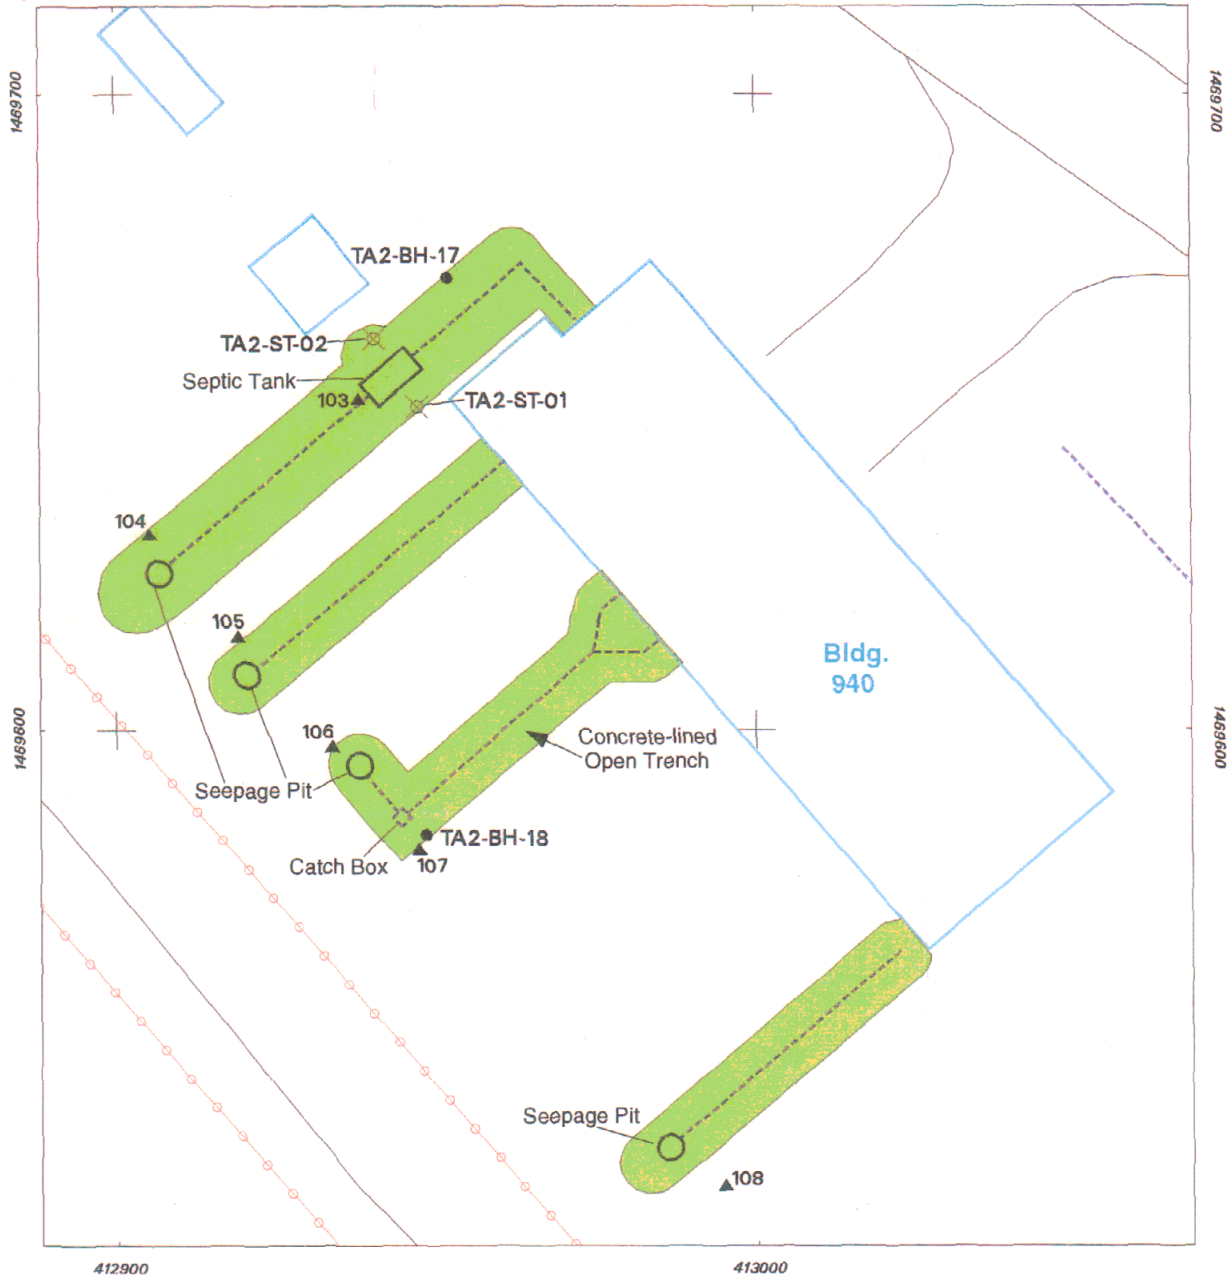 1469700
1469700
TA2-BH-17
TA2-ST-02
Septic Tank
103
TA2-ST-01
104
105
Bldg.
940
106
Concrete-lined
Open Trench
1469600
1469600
Seepage Pit
TA2-BH-18
Catch Box
107
Seepage Pit
108
412900
413000